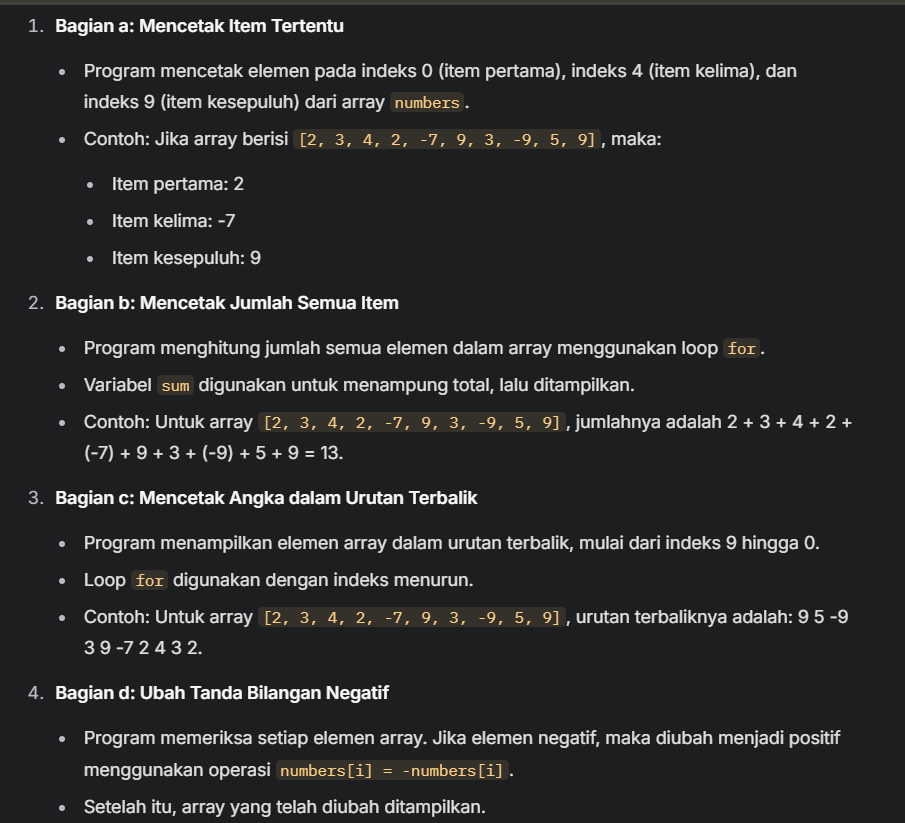 1. Bagian a: Mencetak Item Tertentu
• Program mencetak elemen pada indeks 0 (item pertama), indeks 4 (item kelima), dan
indeks 9 (item kesepuluh) dari array numbers.
• Contoh: Jika array berisi [2, 3, 4, 2, -7, 9, 3, -9, 5, 9], maka:
• Item pertama: 2
• Item kelima: -7
• Item kesepuluh: 9
2. Bagian b: Mencetak Jumlah Semua Item
• Program menghitung jumlah semua elemen dalam array menggunakan loop for.
• Variabel sum digunakan untuk menampung total, lalu ditampilkan.
• Contoh: Untuk array [2, 3, 4, 2, -7, 9, 3, -9, 5, 9], jumlahnya adalah 2 + 3 + 4 + 2 +
(-7) + 9 + 3 + (-9) + 5 + 9 = 13.
3. Bagian c: Mencetak Angka dalam Urutan Terbalik
• Program menampilkan elemen array dalam urutan terbalik, mulai dari indeks 9 hingga 0.
• Loop for digunakan dengan indeks menurun.
• Contoh: Untuk array [2, 3, 4, 2, -7, 9, 3, -9, 5, 9], urutan terbaliknya adalah: 9 5 -9
3 9 -7 2 4 3 2.
4. Bagian d: Ubah Tanda Bilangan Negatif
• Program memeriksa setiap elemen array. Jika elemen negatif, maka diubah menjadi positif
menggunakan operasi numbers[i] = -numbers[i].
• Setelah itu, array yang telah diubah ditampilkan.